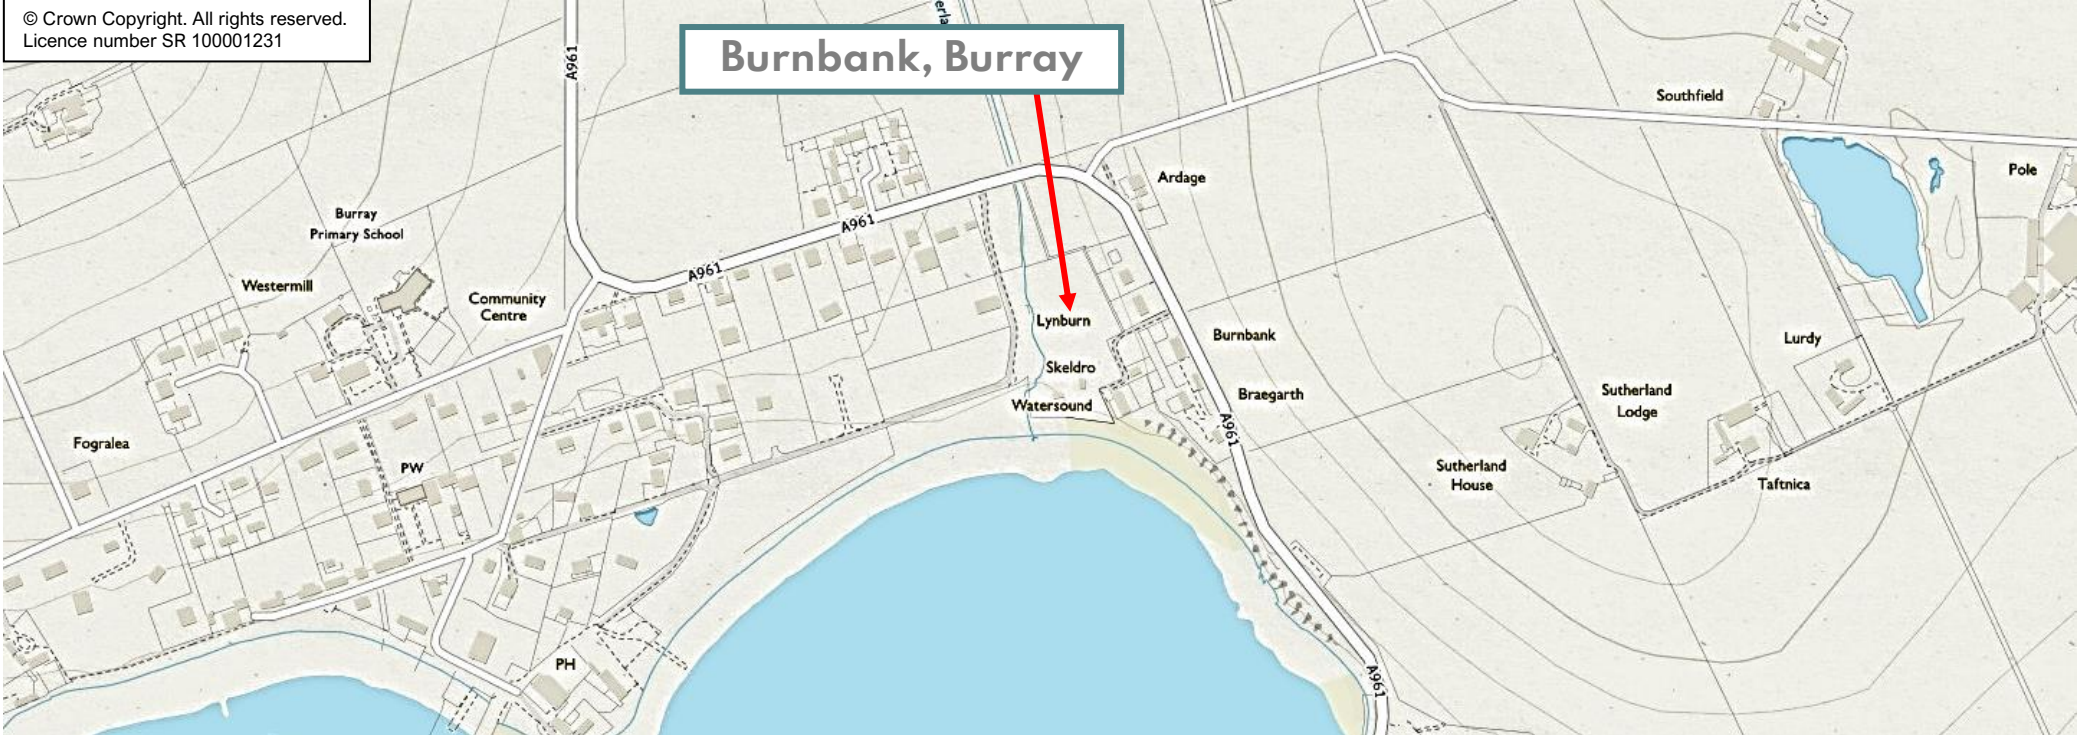 © Crown Copyright. All rights reserved.
Licence number SR 100001231
Burnbank, Burray
A961
Southfield
Pole
Ardage
Burray
Primary School
A961
A961
Westermill
Community
Centre
Lynburn
Burnbank
Lurdy
Skeldro
Braegarth
Sutherland
Lodge
Watersound
A961
Fogralea
PW
Sutherland
House
Taftnica
PH
A961